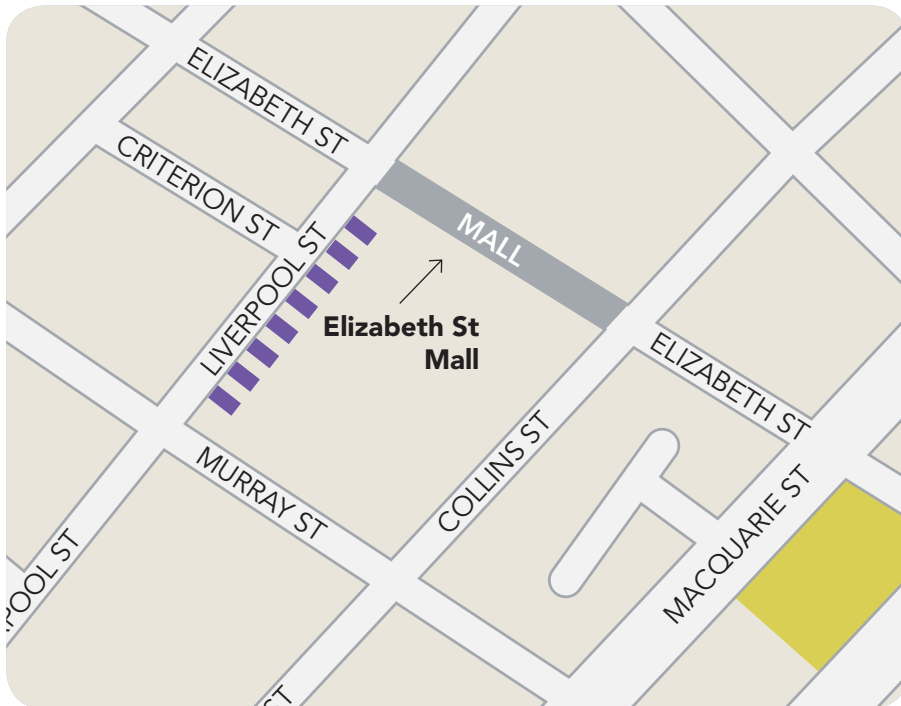 ELIZABETH ST
CRITERION ST
LIVERPOOL ST
MALL
Elizabeth St
Mall
ELIZABETH ST
COLLINS ST
MURRAY ST
MACQUARIE ST
POOL ST
ST